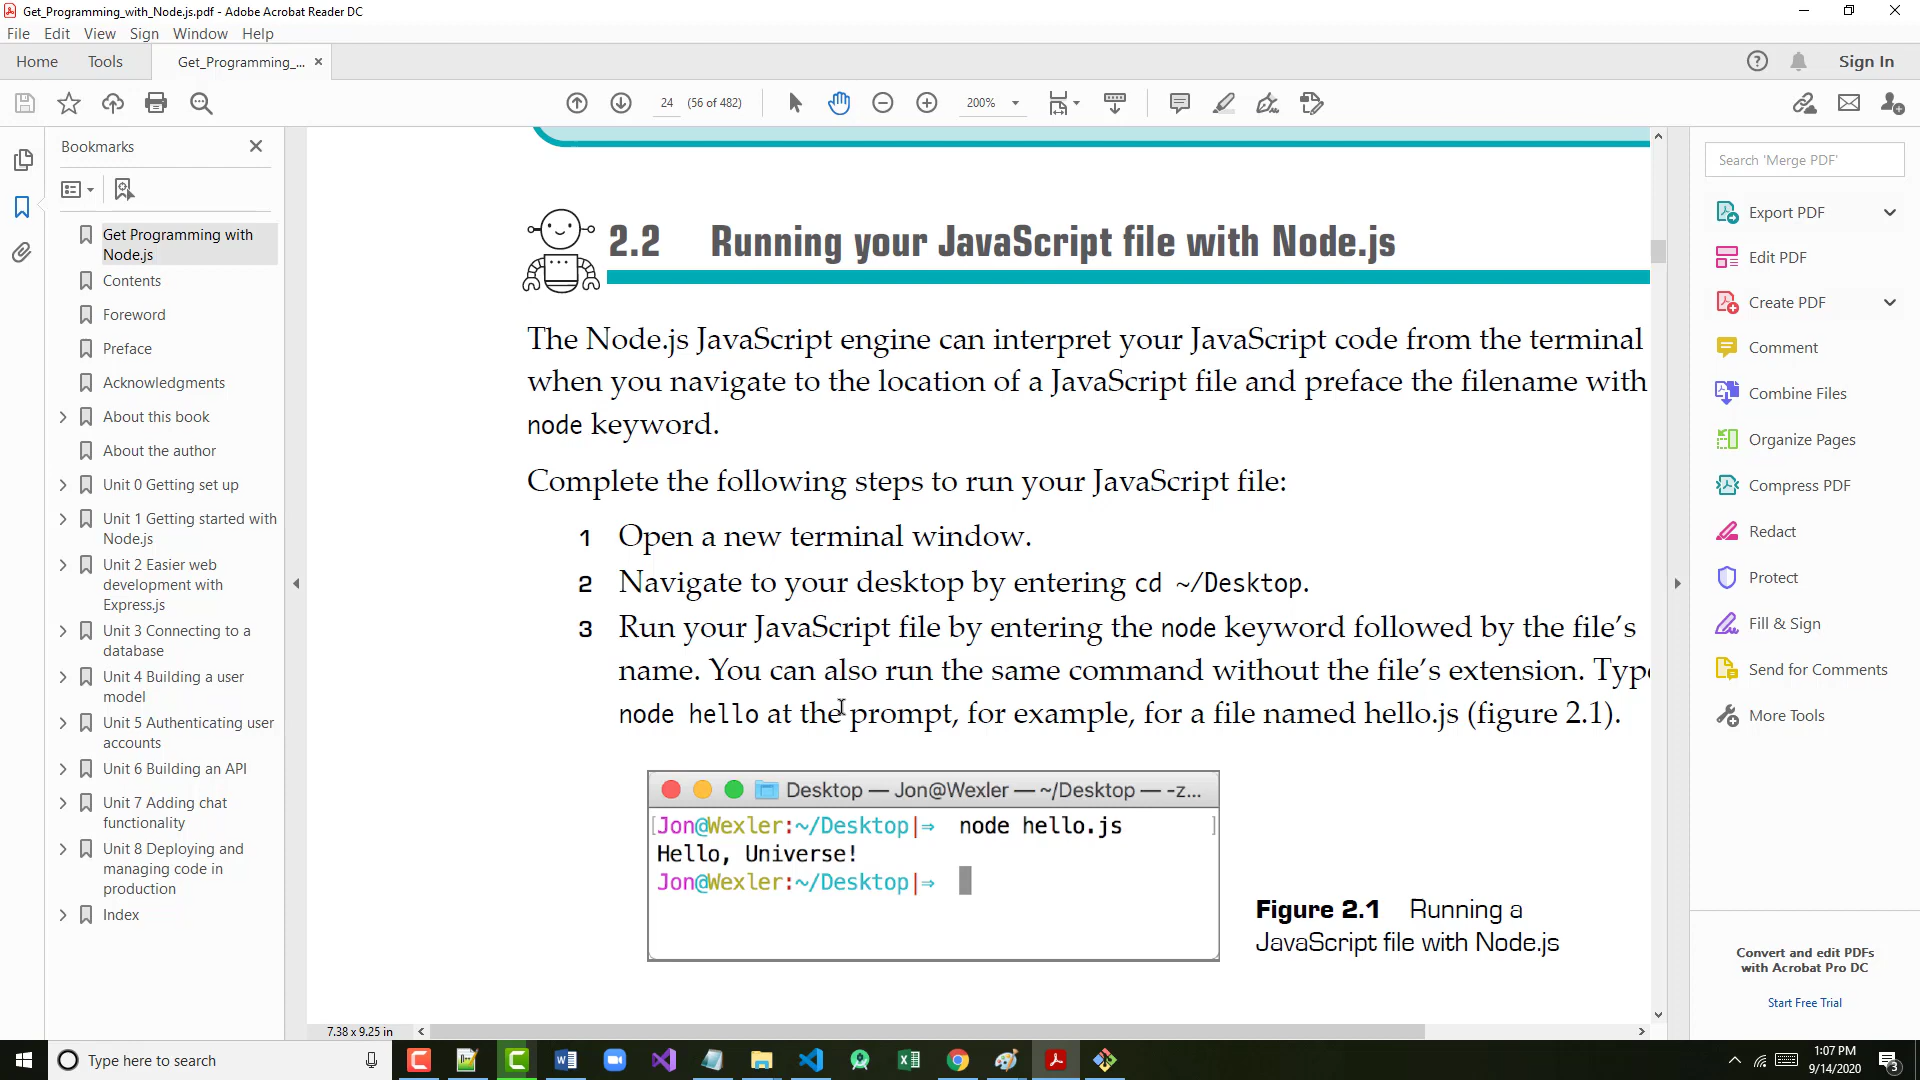 Get_Programming_with_Node.js.pdf - Adobe Acrobat Reader DC
File Edit View Sign Window Help
Home Tools Get_Programming_... × Sign In
24 (56 of 482) 200%
Bookmarks
Get Programming with
Node.js
Contents
Foreword
Preface
Acknowledgments
About this book
About the author
Unit 0 Getting set up
Unit 1 Getting started with
Node.js
Unit 2 Easier web
development with
Express.js
Unit 3 Connecting to a
database
Unit 4 Building a user
model
Unit 5 Authenticating user
accounts
Unit 6 Building an API
Unit 7 Adding chat
functionality
Unit 8 Deploying and
managing code in
production
Index
2.2 Running your JavaScript file with Node.js
The Node.js JavaScript engine can interpret your JavaScript code from the terminal
when you navigate to the location of a JavaScript file and preface the filename with
node keyword.
Complete the following steps to run your JavaScript file:
1 Open a new terminal window.
2 Navigate to your desktop by entering cd ~/Desktop.
3 Run your JavaScript file by entering the node keyword followed by the file's
name. You can also run the same command without the file's extension. Type
node hello at the prompt, for example, for a file named hello.js (figure 2.1).
Desktop — Jon@Wexler — ~/Desktop — -z...
[Jon@Wexler:~/Desktop|⇒ node hello.js ]
Hello, Universe!
Jon@Wexler:~/Desktop|⇒
Figure 2.1 Running a
JavaScript file with Node.js
7.38 x 9.25 in
Search 'Merge PDF'
Export PDF
Edit PDF
Create PDF
Comment
Combine Files
Organize Pages
Compress PDF
Redact
Protect
Fill & Sign
Send for Comments
More Tools
Convert and edit PDFs
with Acrobat Pro DC
Start Free Trial
Type here to search
1:07 PM
9/14/2020
3